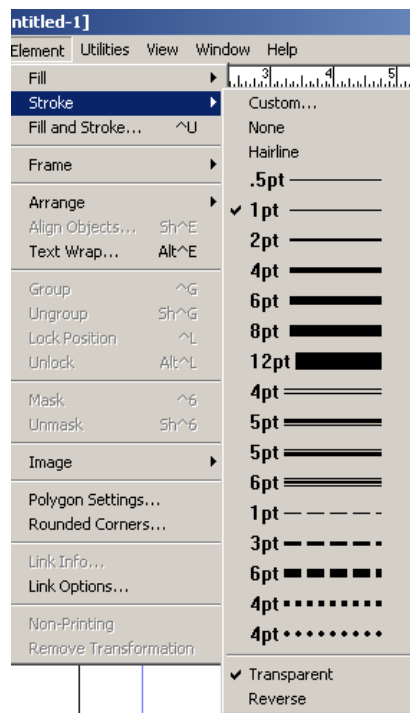 ntitled-1]
Element Utilities View Window Help
Fill
Stroke
Fill and Stroke... ^U
Frame
Arrange
Align Objects... Sh^E
Text Wrap... Alt^E
Group ^G
Ungroup Sh^G
Lock Position ^L
Unlock Alt^L
Mask ^6
Unmask Sh^6
Image
Polygon Settings...
Rounded Corners...
Link Info...
Link Options...
Non-Printing
Remove Transformation
3 4 5
Custom...
None
Hairline
.5pt
1pt
2pt
4pt
6pt
8pt
12pt
4pt
5pt
5pt
6pt
1pt
3pt
6pt
4pt
4pt
Transparent
Reverse